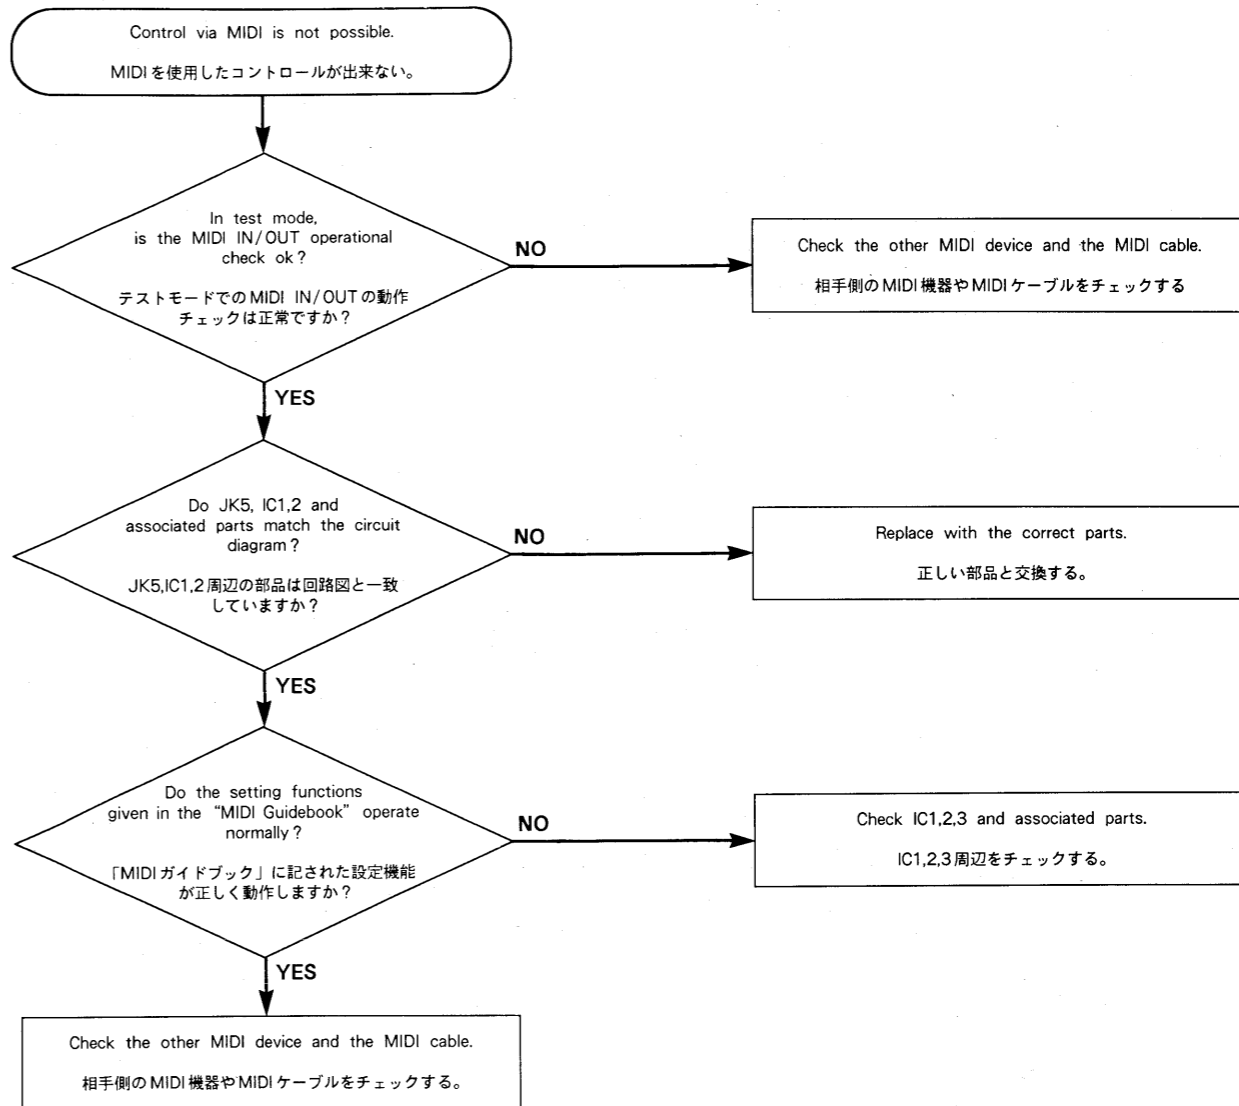 Control via MIDI is not possible.
MIDIを使用したコントロールが出来ない。
In test mode,
is the MIDI IN/OUT operational
check ok?
テストモードでのMIDI IN/OUTの動作
チェックは正常ですか?
NO
Check the other MIDI device and the MIDI cable.
相手側のMIDI機器やMIDIケーブルをチェックする
YES
Do JK5, IC1,2 and
associated parts match the circuit
diagram?
JK5,IC1,2周辺の部品は回路図と一致
していますか?
NO
Replace with the correct parts.
正しい部品と交換する。
YES
Do the setting functions
given in the “MIDI Guidebook” operate
normally?
「MIDIガイドブック」に記された設定機能
が正しく動作しますか?
NO
Check IC1,2,3 and associated parts.
IC1,2,3周辺をチェックする。
YES
Check the other MIDI device and the MIDI cable.
相手側のMIDI機器やMIDIケーブルをチェックする。